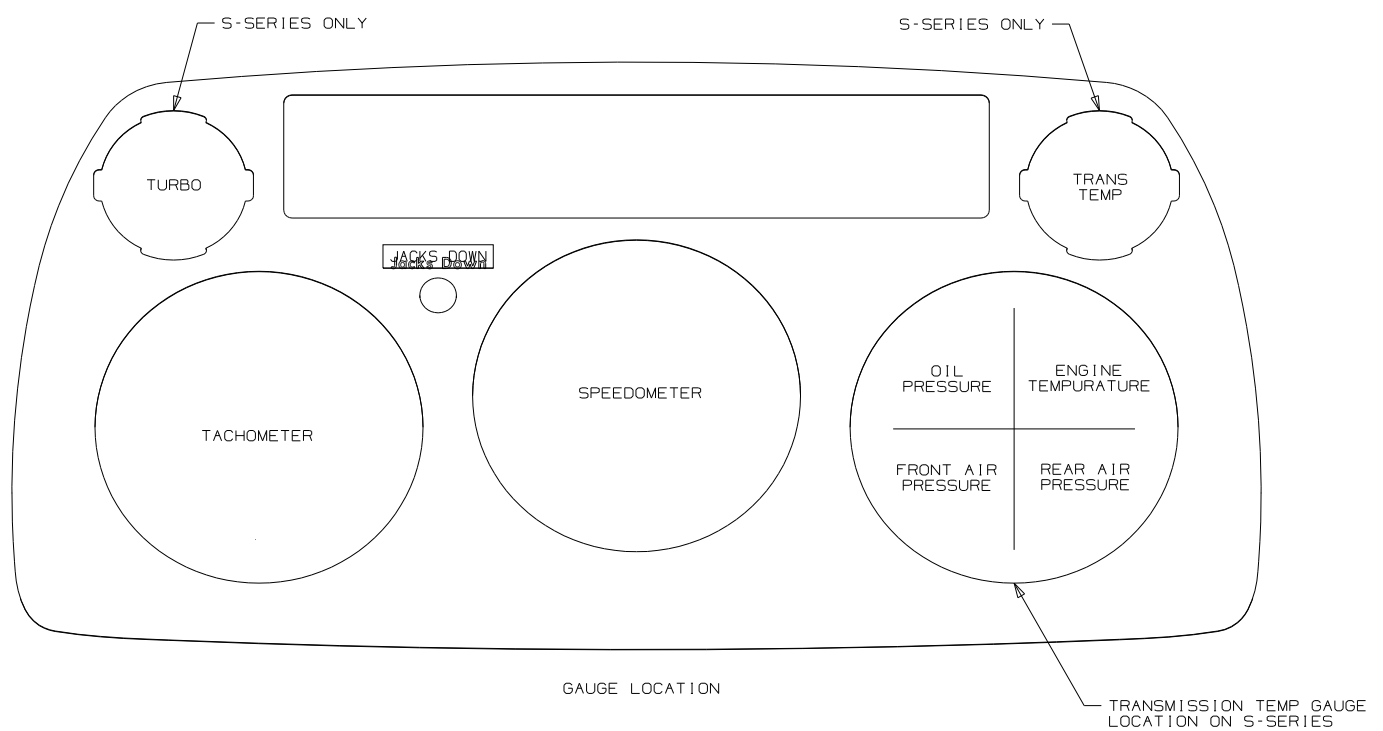 S-SERIES ONLY
S-SERIES ONLY
TURBO
TRANS
TEMP
JACKS DOWN
Jacks Down
TACHOMETER
SPEEDOMETER
OIL
PRESSURE
ENGINE
TEMPURATURE
FRONT AIR
PRESSURE
REAR AIR
PRESSURE
GAUGE LOCATION
TRANSMISSION TEMP GAUGE
LOCATION ON S-SERIES